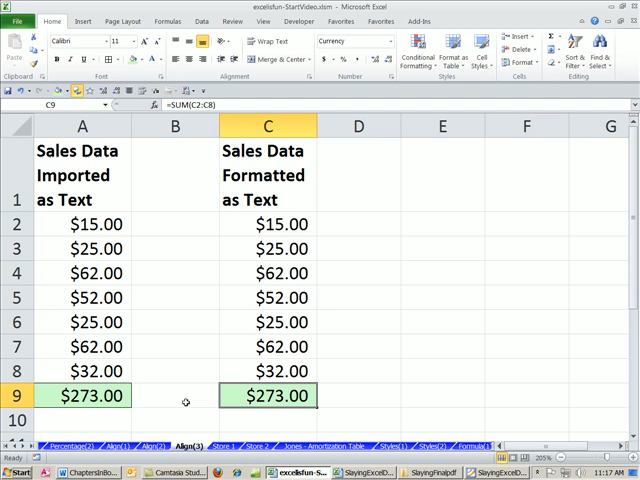 excelisfun-StartVideo.xlsm - Microsoft Excel
File Home Insert Page Layout Formulas Data Review View Developer Favorites Add-Ins
Paste Calibri 11 A A Wrap Text Currency Conditional Formatting Format as Table Cell Styles Insert Delete Format Sort & Filter Find & Select
B I U Merge & Center $ % ,
Clipboard Font Alignment Number Styles Cells Editing
C9 fx =SUM(C2:C8)
A B C D E F G
Sales Data Sales Data
Imported Formatted
1 as Text as Text
2 $15.00 $15.00
3 $25.00 $25.00
4 $62.00 $62.00
5 $52.00 $52.00
6 $25.00 $25.00
7 $62.00 $62.00
8 $32.00 $32.00
9 $273.00 $273.00
10
Percentage(2) Align(1) Align(2) Align(3) Store 1 Store 2 Jones - Amortization Table Styles(1) Styles(2) Formula(1
Ready 205%
Start ChaptersInBo... Camtasia Stud... excelisfun-S... SlayingExcelD... SlayingFinalpdf SlayingExcelD... 11:17 AM